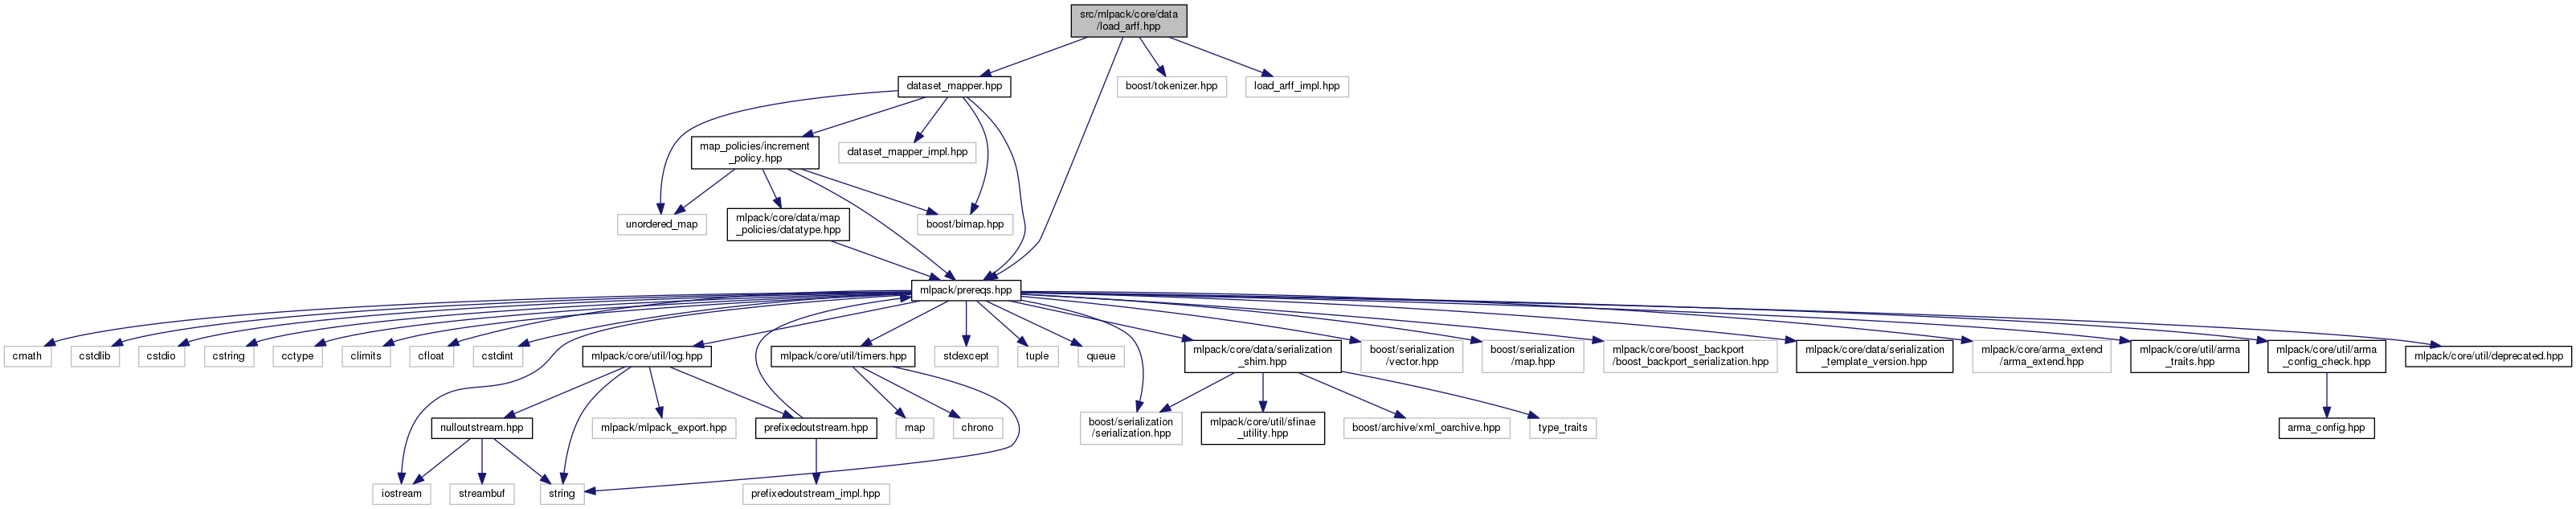 src/mlpack/core/data
/load_arff.hpp
dataset_mapper.hpp
boost/tokenizer.hpp
load_arff_impl.hpp
map_policies/increment
_policy.hpp
dataset_mapper_impl.hpp
unordered_map
mlpack/core/data/map
_policies/datatype.hpp
boost/bimap.hpp
mlpack/prereqs.hpp
cmath
cstdlib
cstdio
cstring
cctype
climits
cfloat
cstdint
mlpack/core/util/log.hpp
mlpack/core/util/timers.hpp
stdexcept
tuple
queue
mlpack/core/data/serialization
_shim.hpp
boost/serialization
/vector.hpp
boost/serialization
/map.hpp
mlpack/core/boost_backport
/boost_backport_serialization.hpp
mlpack/core/data/serialization
_template_version.hpp
mlpack/core/arma_extend
/arma_extend.hpp
mlpack/core/util/arma
_traits.hpp
mlpack/core/util/arma
_config_check.hpp
mlpack/core/util/deprecated.hpp
nulloutstream.hpp
mlpack/mlpack_export.hpp
prefixedoutstream.hpp
map
chrono
boost/serialization
/serialization.hpp
mlpack/core/util/sfinae
_utility.hpp
boost/archive/xml_oarchive.hpp
type_traits
arma_config.hpp
iostream
streambuf
string
prefixedoutstream_impl.hpp